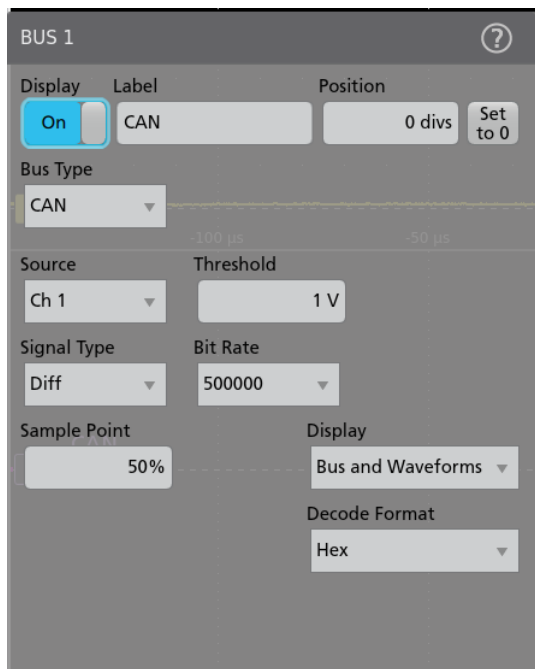 BUS 1
?
Display Label Position
On CAN 0 divs Set to 0
Bus Type
CAN
-100 µs -50 µs
Source Threshold
Ch 1 1 V
Signal Type Bit Rate
Diff 500000
Sample Point Display
CAN
50% Bus and Waveforms
Decode Format
Hex